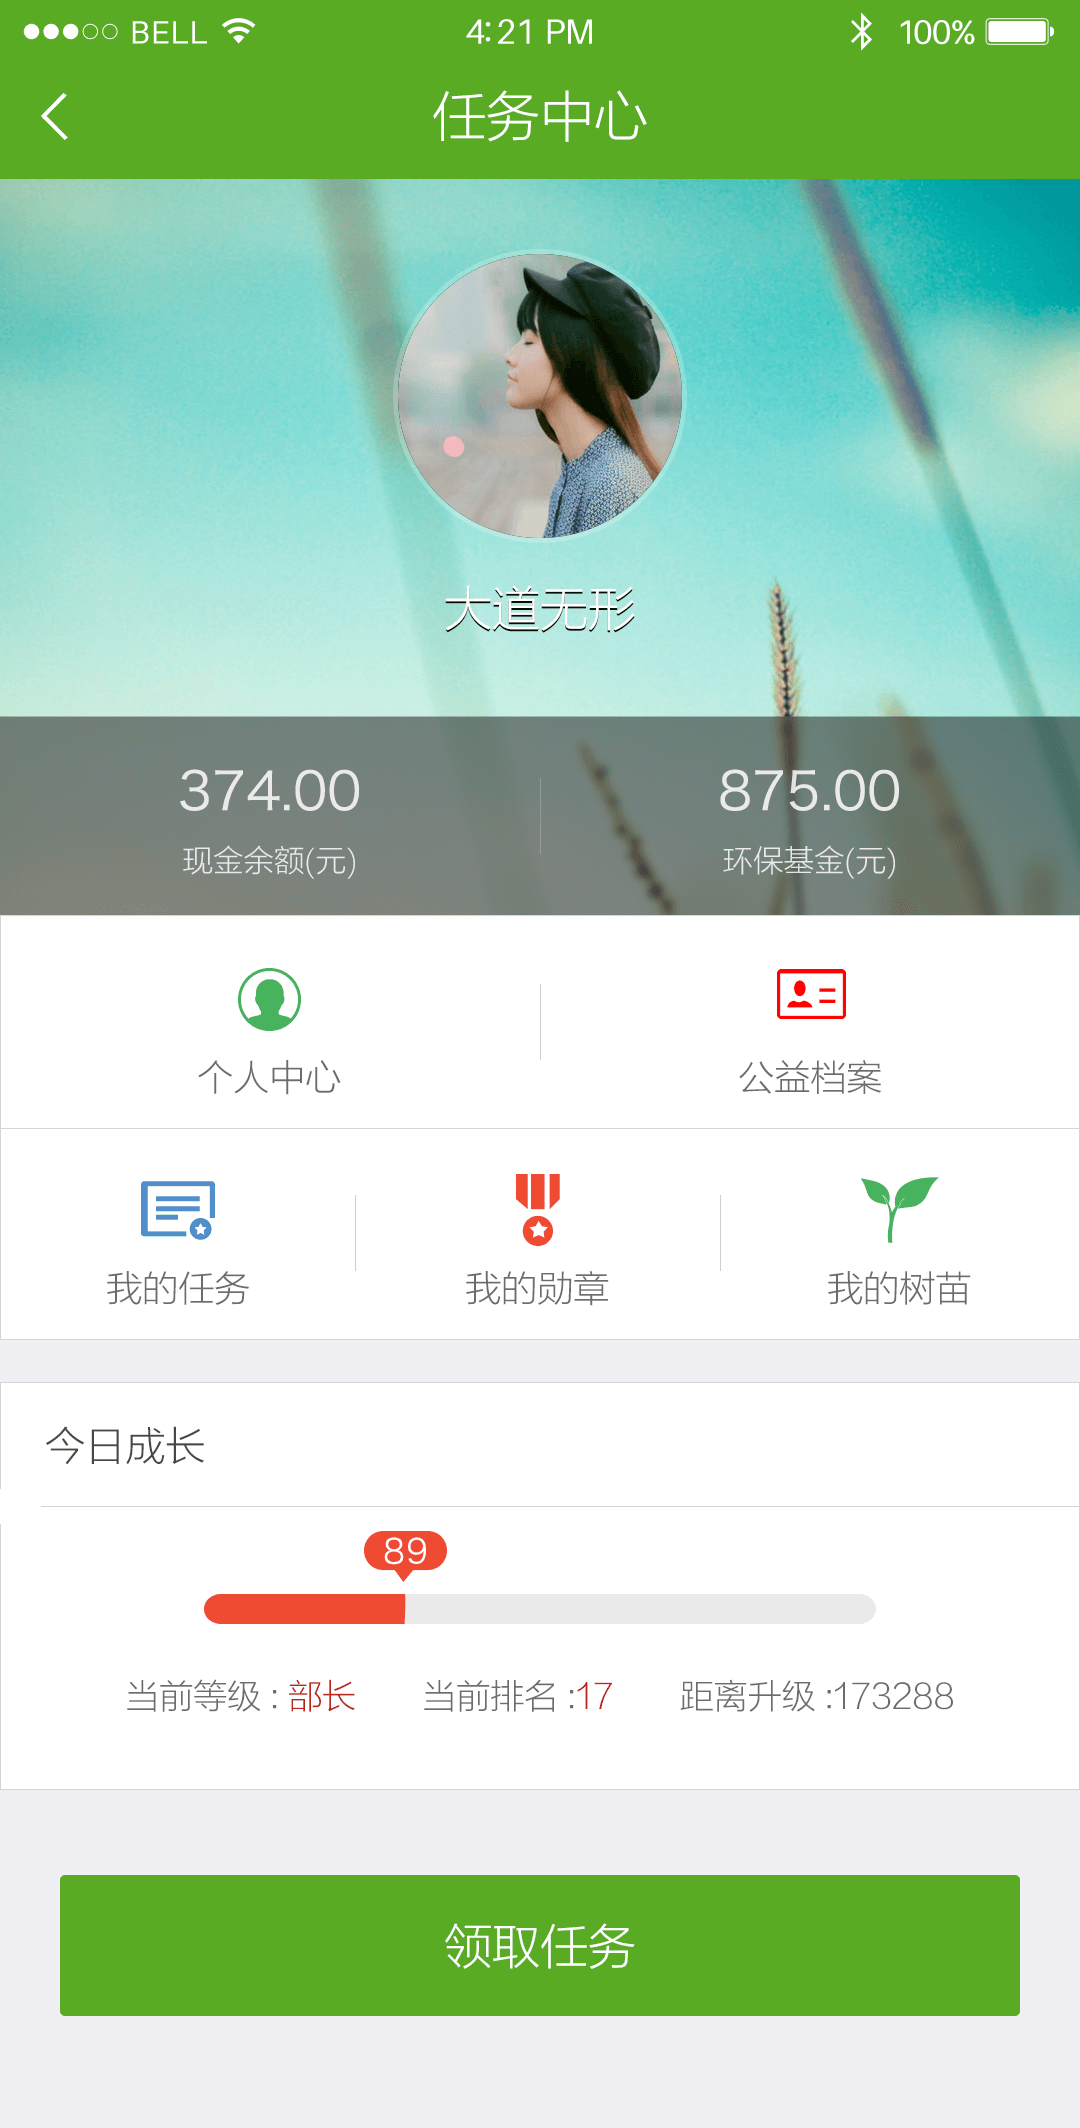 BELL 4:21 PM 100%
任务中心
大道无形
374.00 875.00
现金余额(元) 环保基金(元)
个人中心 公益档案
我的任务 我的勋章 我的树苗
今日成长
89
当前等级 : 部长 当前排名 :17 距离升级 :173288
领取任务